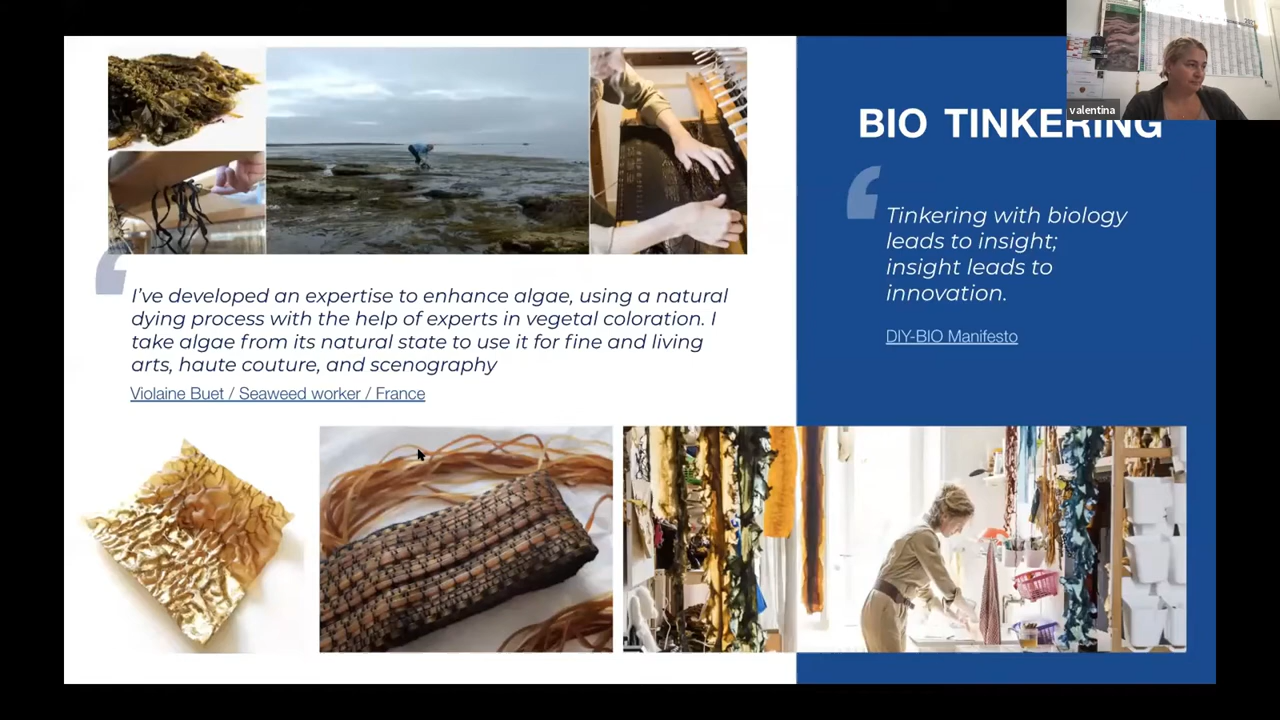 valentina
BIO TINKERING
Tinkering with biology
leads to insight;
insight leads to
innovation.
DIY-BIO Manifesto
I’ve developed an expertise to enhance algae, using a natural
dying process with the help of experts in vegetal coloration. I
take algae from its natural state to use it for fine and living
arts, haute couture, and scenography
Violaine Buet / Seaweed worker / France